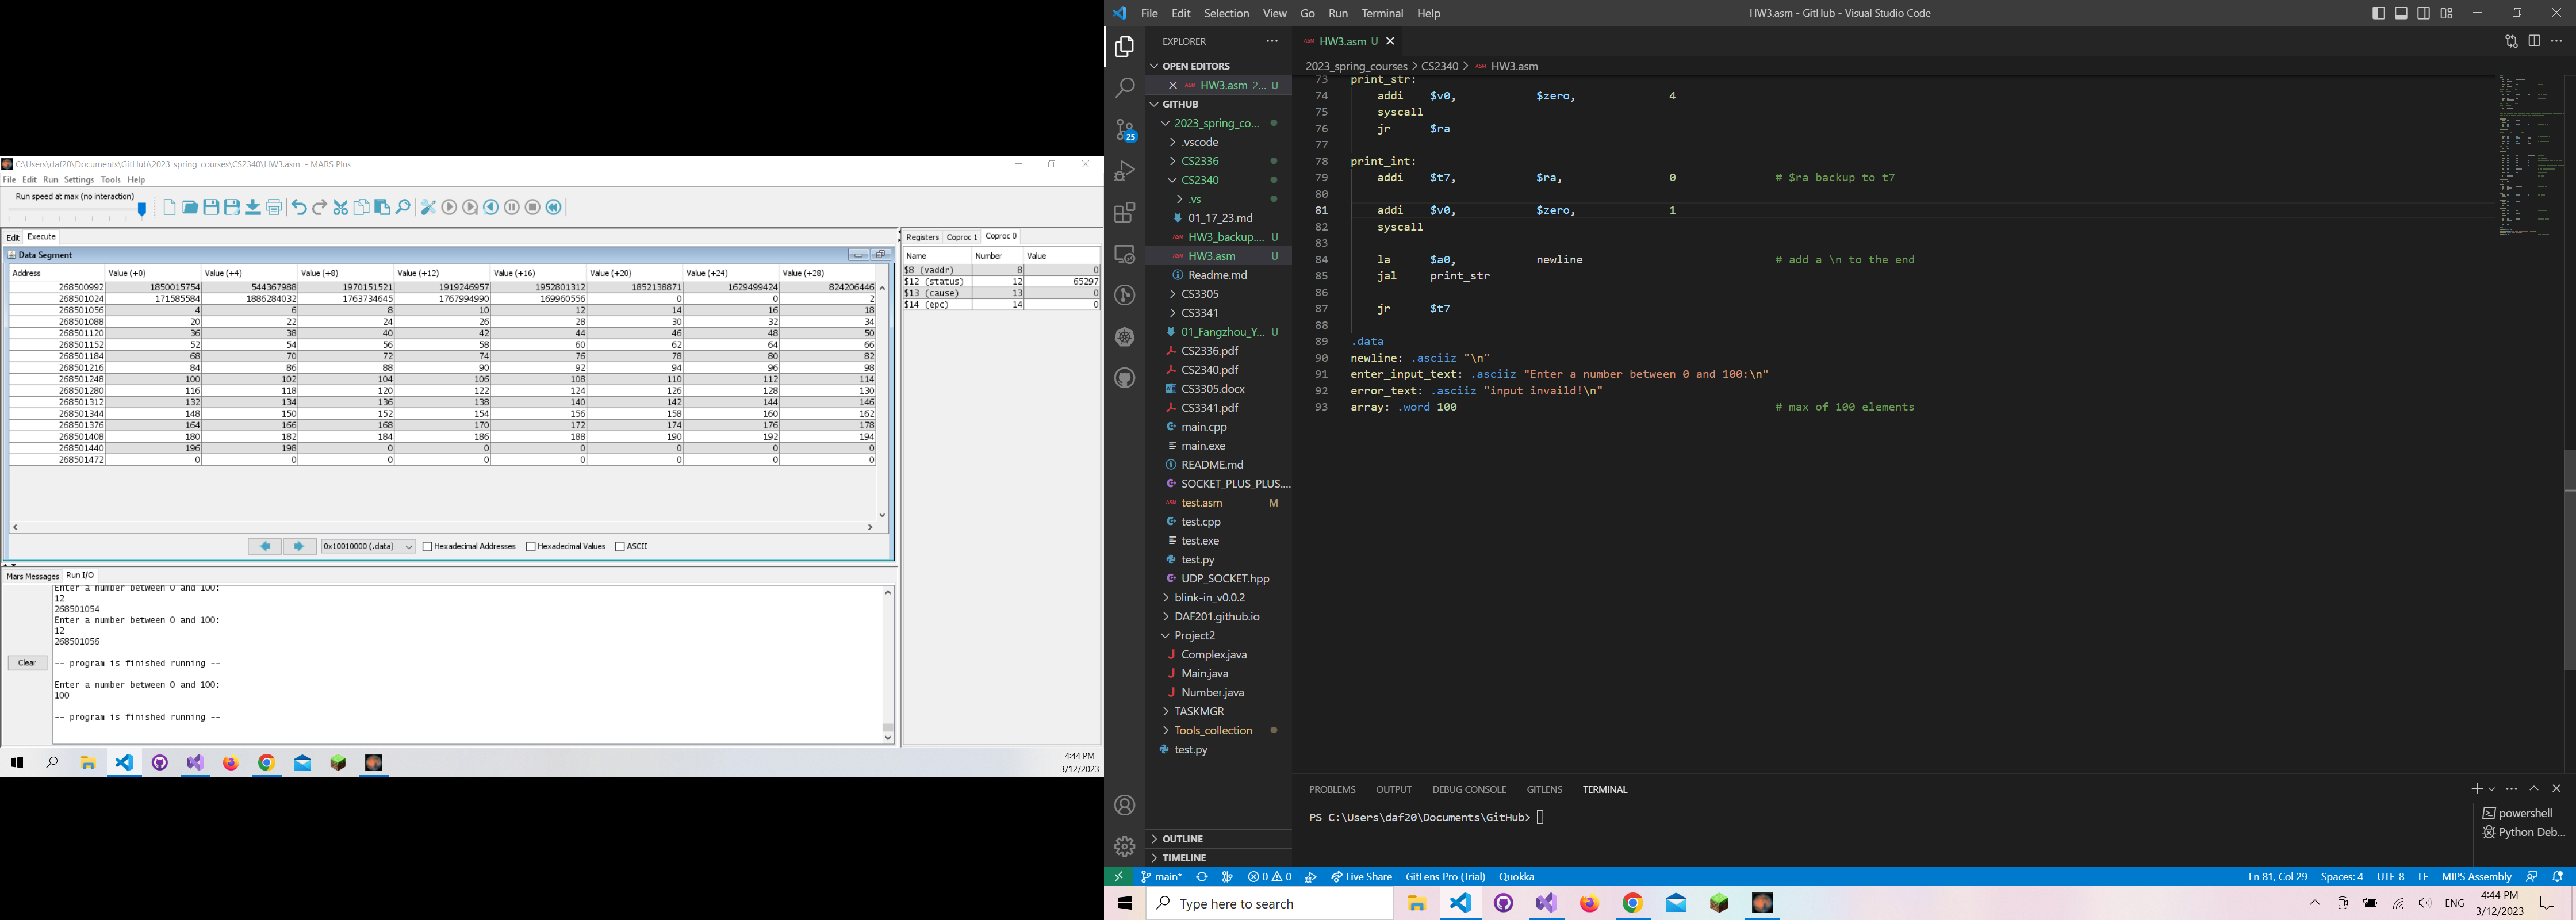 C:\Users\daf20\Documents\GitHub\2023_spring_courses\CS2340\HW3.asm - MARS Plus
File Edit Run Settings Tools Help
Run speed at max (no interaction)
Edit Execute
Data Segment
Address Value (+0) Value (+4) Value (+8) Value (+12) Value (+16) Value (+20) Value (+24) Value (+28)
268500992 1850015754 544367988 1970151521 1919246957 1952801312 1852138871 1629499424 824206446
268501024 171585584 1886284032 1763734645 1767994990 169960556 0 0 2
268501056 4 6 8 10 12 14 16 18
268501088 20 22 24 26 28 30 32 34
268501120 36 38 40 42 44 46 48 50
268501152 52 54 56 58 60 62 64 66
268501184 68 70 72 74 76 78 80 82
268501216 84 86 88 90 92 94 96 98
268501248 100 102 104 106 108 110 112 114
268501280 116 118 120 122 124 126 128 130
268501312 132 134 136 138 140 142 144 146
268501344 148 150 152 154 156 158 160 162
268501376 164 166 168 170 172 174 176 178
268501408 180 182 184 186 188 190 192 194
268501440 196 198 0 0 0 0 0 0
268501472 0 0 0 0 0 0 0 0
0x10010000 (.data) Hexadecimal Addresses Hexadecimal Values ASCII
Registers Coproc 1 Coproc 0
Name Number Value
$8 (vaddr) 8 0
$12 (status) 12 65297
$13 (cause) 13 0
$14 (epc) 14 0
Mars Messages Run I/O
Clear
Enter a number between 0 and 100:
12
268501054
Enter a number between 0 and 100:
12
268501056
-- program is finished running --
Enter a number between 0 and 100:
100
-- program is finished running --
4:44 PM
3/12/2023
File Edit Selection View Go Run Terminal Help
HW3.asm - GitHub - Visual Studio Code
25
EXPLORER
OPEN EDITORS
HW3.asm 2... U
GITHUB
2023_spring_co...
.vscode
CS2336
CS2340
.vs
01_17_23.md
HW3_backup.... U
HW3.asm U
Readme.md
CS3305
CS3341
01_Fangzhou_Y... U
CS2336.pdf
CS2340.pdf
CS3305.docx
CS3341.pdf
main.cpp
main.exe
README.md
SOCKET_PLUS_PLUS....
test.asm M
test.cpp
test.exe
test.py
UDP_SOCKET.hpp
blink-in_v0.0.2
DAF201.github.io
Project2
Complex.java
Main.java
Number.java
TASKMGR
Tools_collection
test.py
OUTLINE
TIMELINE
HW3.asm U
2023_spring_courses > CS2340 > HW3.asm
73 print_str:
74 addi $v0, $zero, 4
75 syscall
76 jr $ra
77
78 print_int:
79 addi $t7, $ra, 0 # $ra backup to t7
80
81 addi $v0, $zero, 1
82 syscall
83
84 la $a0, newline # add a \n to the end
85 jal print_str
86
87 jr $t7
88
89 .data
90 newline: .asciiz "\n"
91 enter_input_text: .asciiz "Enter a number between 0 and 100:\n"
92 error_text: .asciiz "input invaild!\n"
93 array: .word 100 # max of 100 elements
PROBLEMS OUTPUT DEBUG CONSOLE GITLENS TERMINAL
PS C:\Users\daf20\Documents\GitHub>
powershell
Python Deb...
main* 0 0 Live Share GitLens Pro (Trial) Quokka
Ln 81, Col 29 Spaces: 4 UTF-8 LF MIPS Assembly
Type here to search
ENG
4:44 PM
3/12/2023